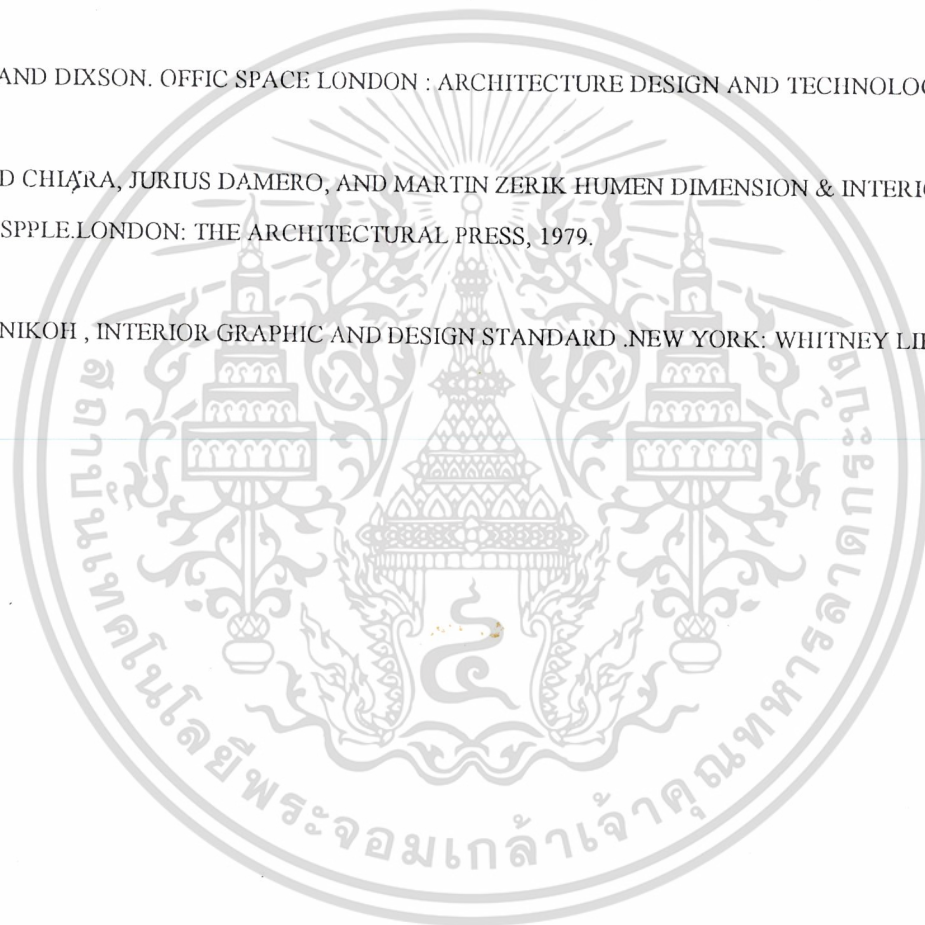 AND DIXSON. OFFIC SPACE LONDON : ARCHITECTURE DESIGN AND TECHNOLOG
D CHIARA, JURIUS DAMERO, AND MARTIN ZERIK HUMEN DIMENSION & INTERIO
SPPLE.LONDON: THE ARCHITECTURAL PRESS, 1979.
NIKOH , INTERIOR GRAPHIC AND DESIGN STANDARD .NEW YORK: WHITNEY LIE
สถาบันเทคโนโลยีพระจอมเกล้าเจ้าคุณทหารลาดกระบัง
๔